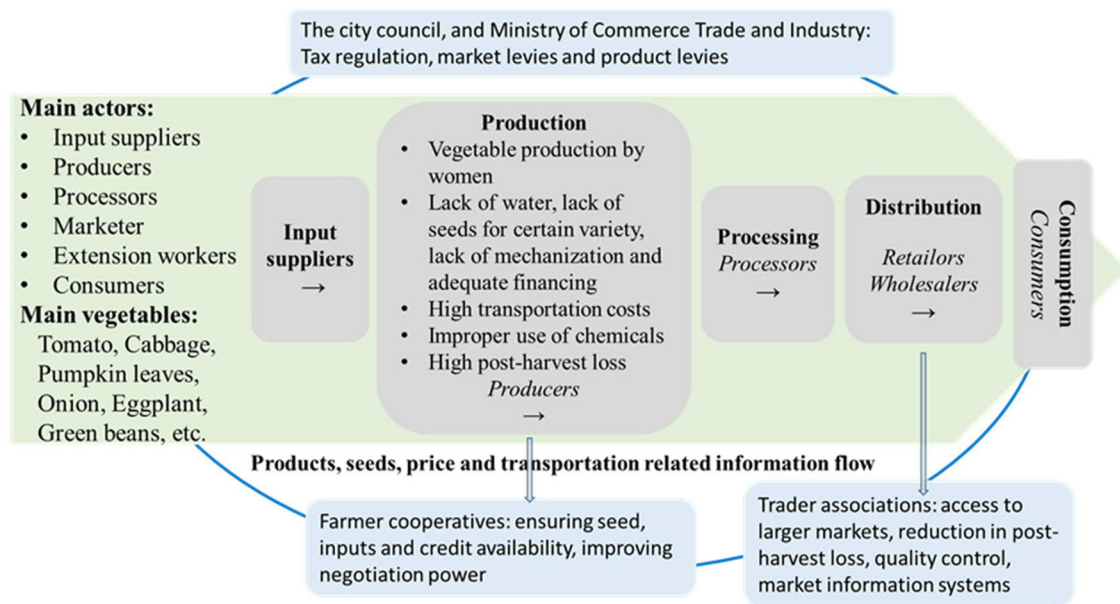 The city council, and Ministry of Commerce Trade and Industry:
Tax regulation, market levies and product levies
Main actors:
• Input suppliers
• Producers
• Processors
• Marketer
• Extension workers
• Consumers
Main vegetables:
Tomato, Cabbage,
Pumpkin leaves,
Onion, Eggplant,
Green beans, etc.
Input
suppliers
→
Production
• Vegetable production by
women
• Lack of water, lack of
seeds for certain variety,
lack of mechanization and
adequate financing
• High transportation costs
• Improper use of chemicals
• High post-harvest loss
Producers
→
Processing
Processors
→
Distribution
Retailors
Wholesalers
→
Consumption
Consumers
Products, seeds, price and transportation related information flow
Farmer cooperatives: ensuring seed,
inputs and credit availability, improving
negotiation power
Trader associations: access to
larger markets, reduction in post-
harvest loss, quality control,
market information systems